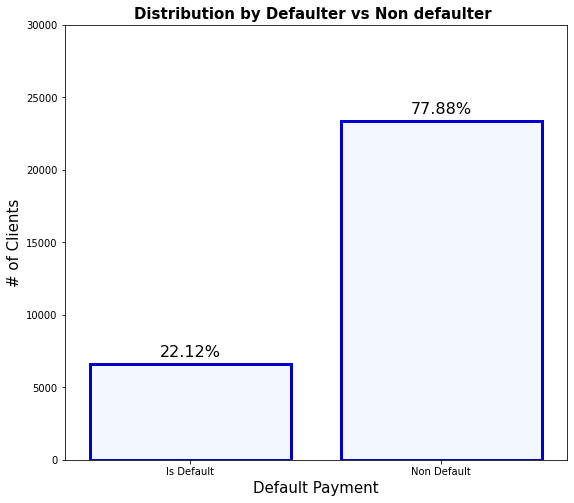 Distribution by Defaulter vs Non defaulter
30000
25000
20000
15000
10000
5000
0
# of Clients
22.12%
77.88%
Is Default
Non Default
Default Payment